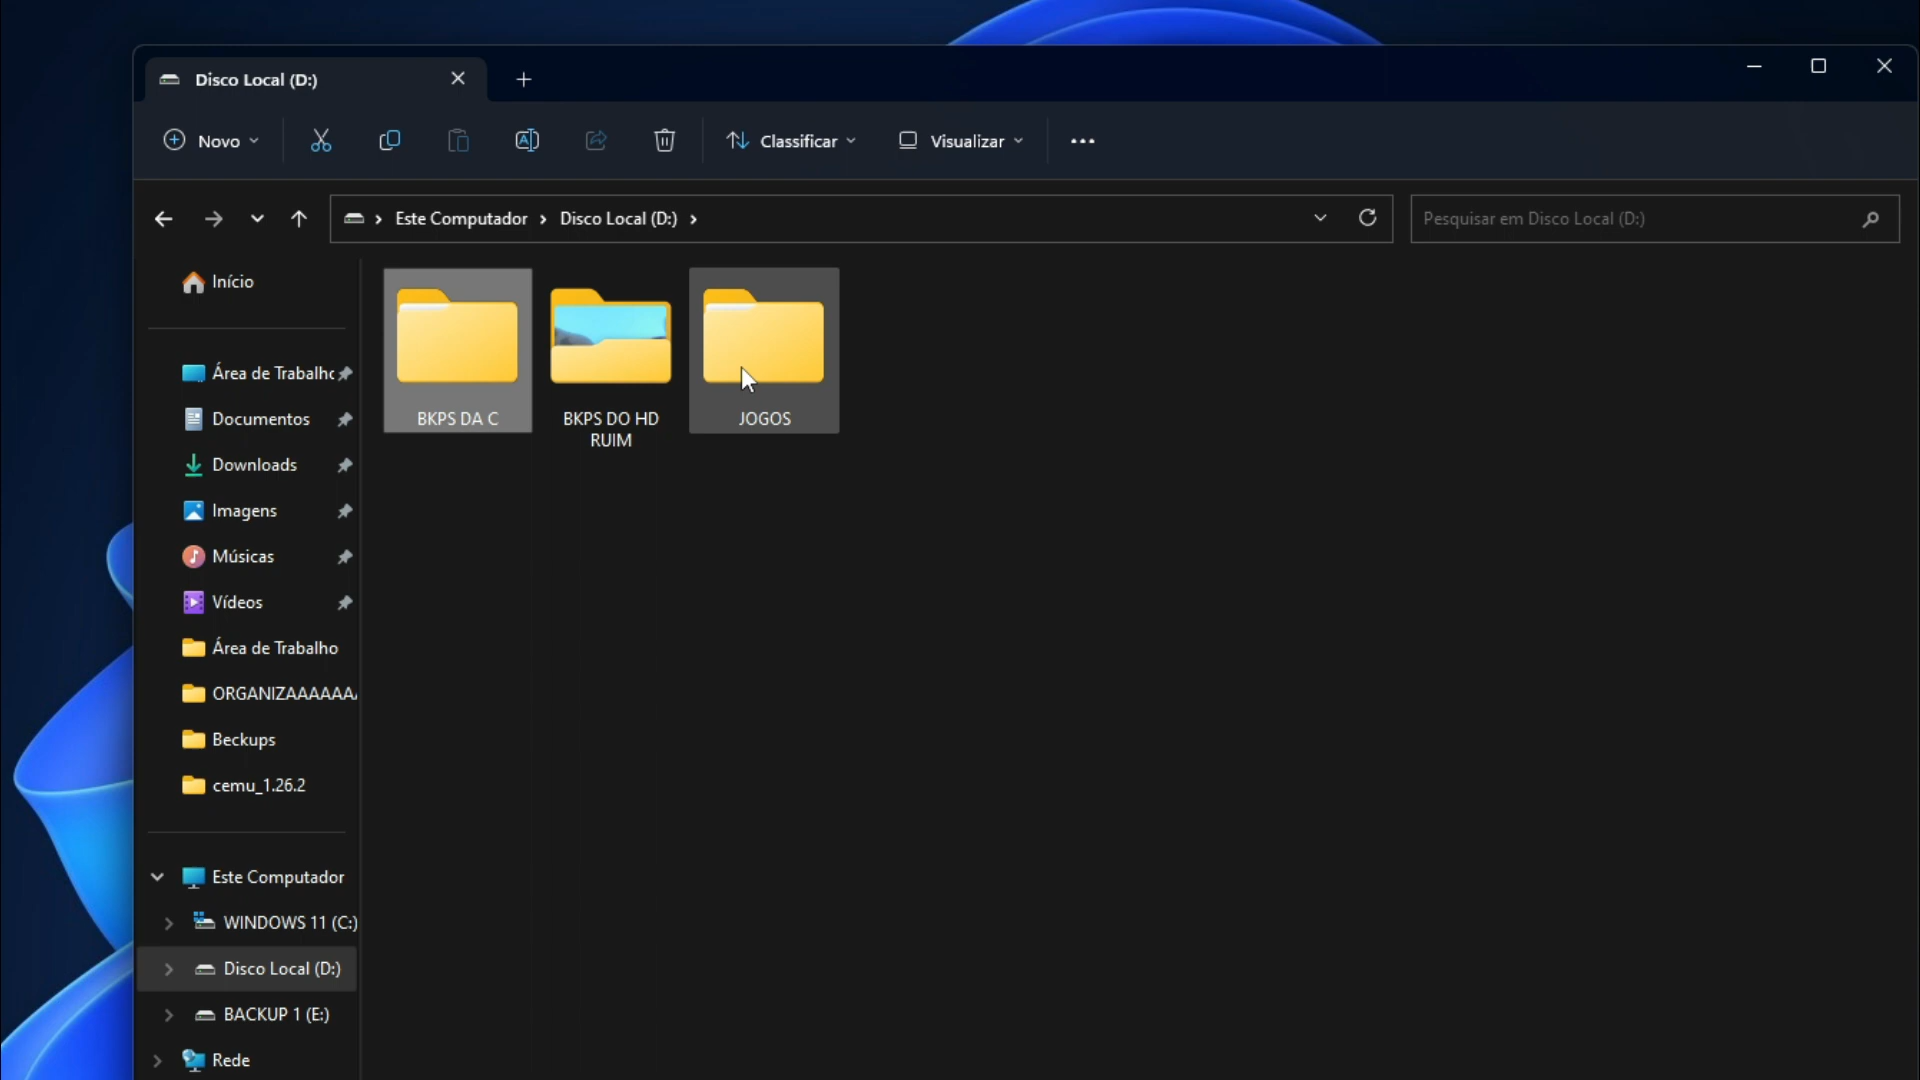 Disco Local (D:)
Novo
Classificar
Visualizar
Este Computador
Disco Local (D:)
Pesquisar em Disco Local (D:)
Início
Área de Trabalho
Documentos
Downloads
Imagens
Músicas
Vídeos
Área de Trabalho
ORGANIZAAAAAA
Beckups
cemu_1.26.2
Este Computador
WINDOWS 11 (C:)
Disco Local (D:)
BACKUP 1 (E:)
Rede
BKPS DA C
BKPS DO HD
RUIM
JOGOS